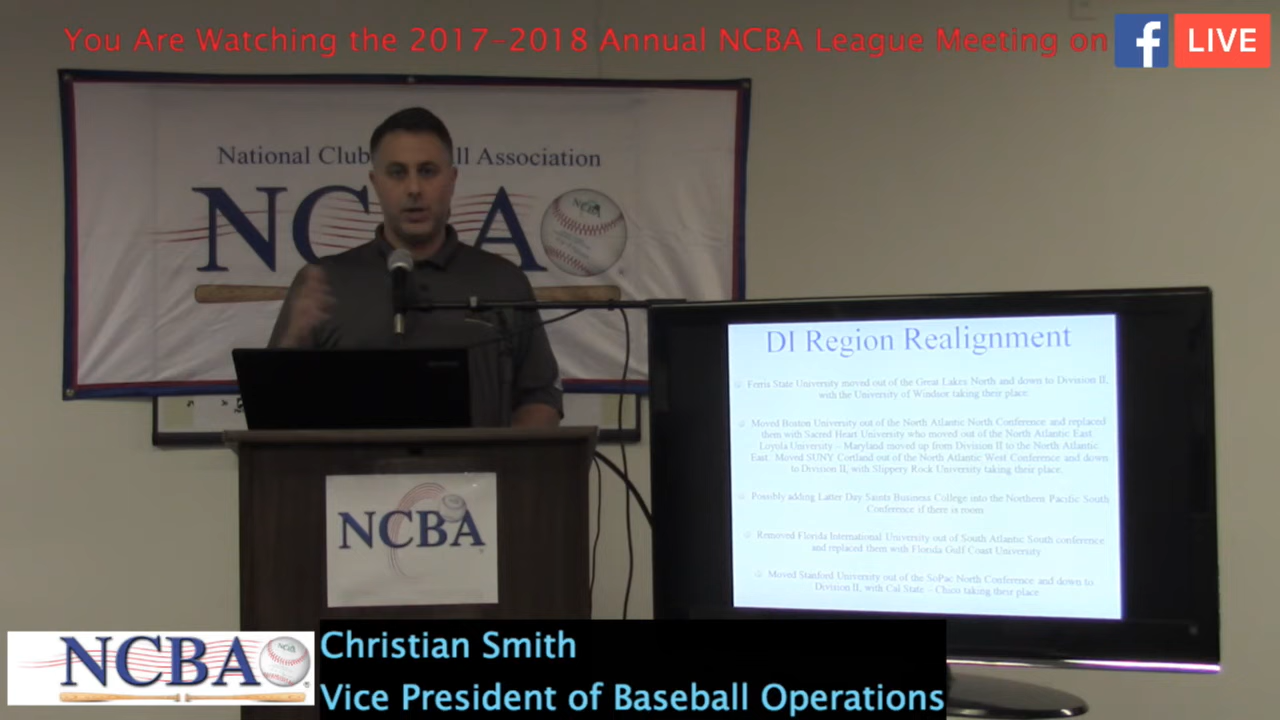 You Are Watching the 2017-2018 Annual NCBA League Meeting on f LIVE
National Club ll Association
NC A
NCBA
DI Region Realignment
Ferris State University moved out of the Great Lakes North and down to Division II,
with the University of Windsor taking their place.
Moved Boston University out of the North Atlantic North Conference and replaced
them with Sacred Heart University who moved out of the North Atlantic East.
Loyola University – Maryland moved up from Division II to the North Atlantic
East. Moved SUNY Cortland out of the North Atlantic West Conference and down
to Division II, with Slippery Rock University taking their place.
Possibly adding Latter Day Saints Business College into the Northern Pacific South
Conference if there is room
Removed Florida International University out of South Atlantic South conference
and replaced them with Florida Gulf Coast University
Moved Stanford University out of the SoPac North Conference and down to
Division II, with Cal State – Chico taking their place
NCBA
NCBA
Christian Smith
Vice President of Baseball Operations